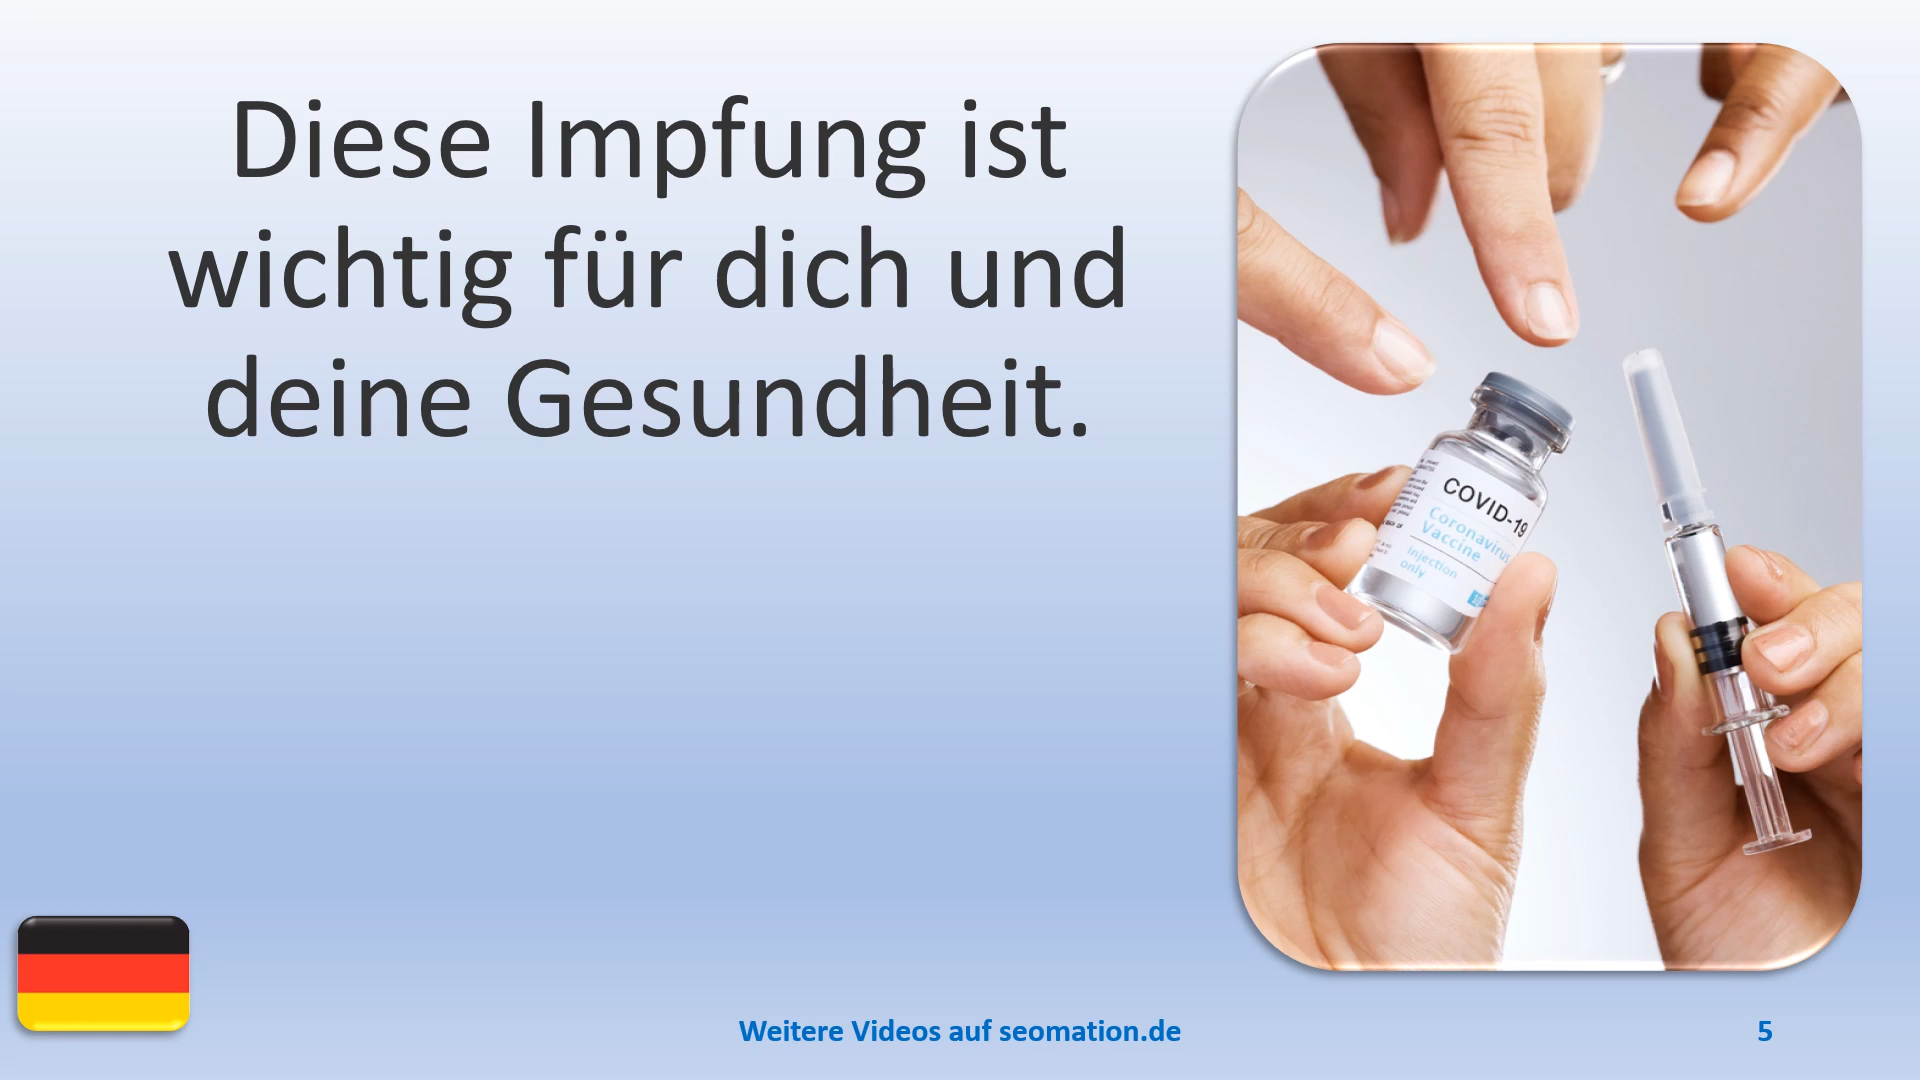 Diese Impfung ist
wichtig für dich und
deine Gesundheit.
COVID-19
Coronavirus
Vaccine
Injection
only
Weitere Videos auf seomation.de
5